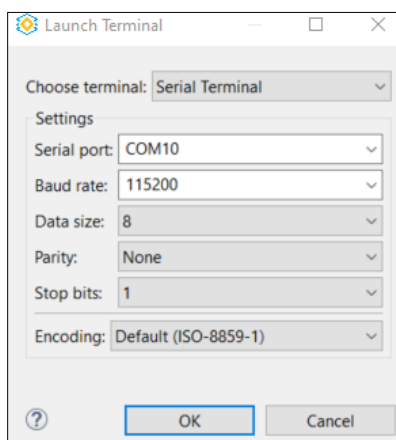 Launch Terminal
Choose terminal: Serial Terminal
Settings
Serial port: COM10
Baud rate: 115200
Data size: 8
Parity: None
Stop bits: 1
Encoding: Default (ISO-8859-1)
? OK Cancel